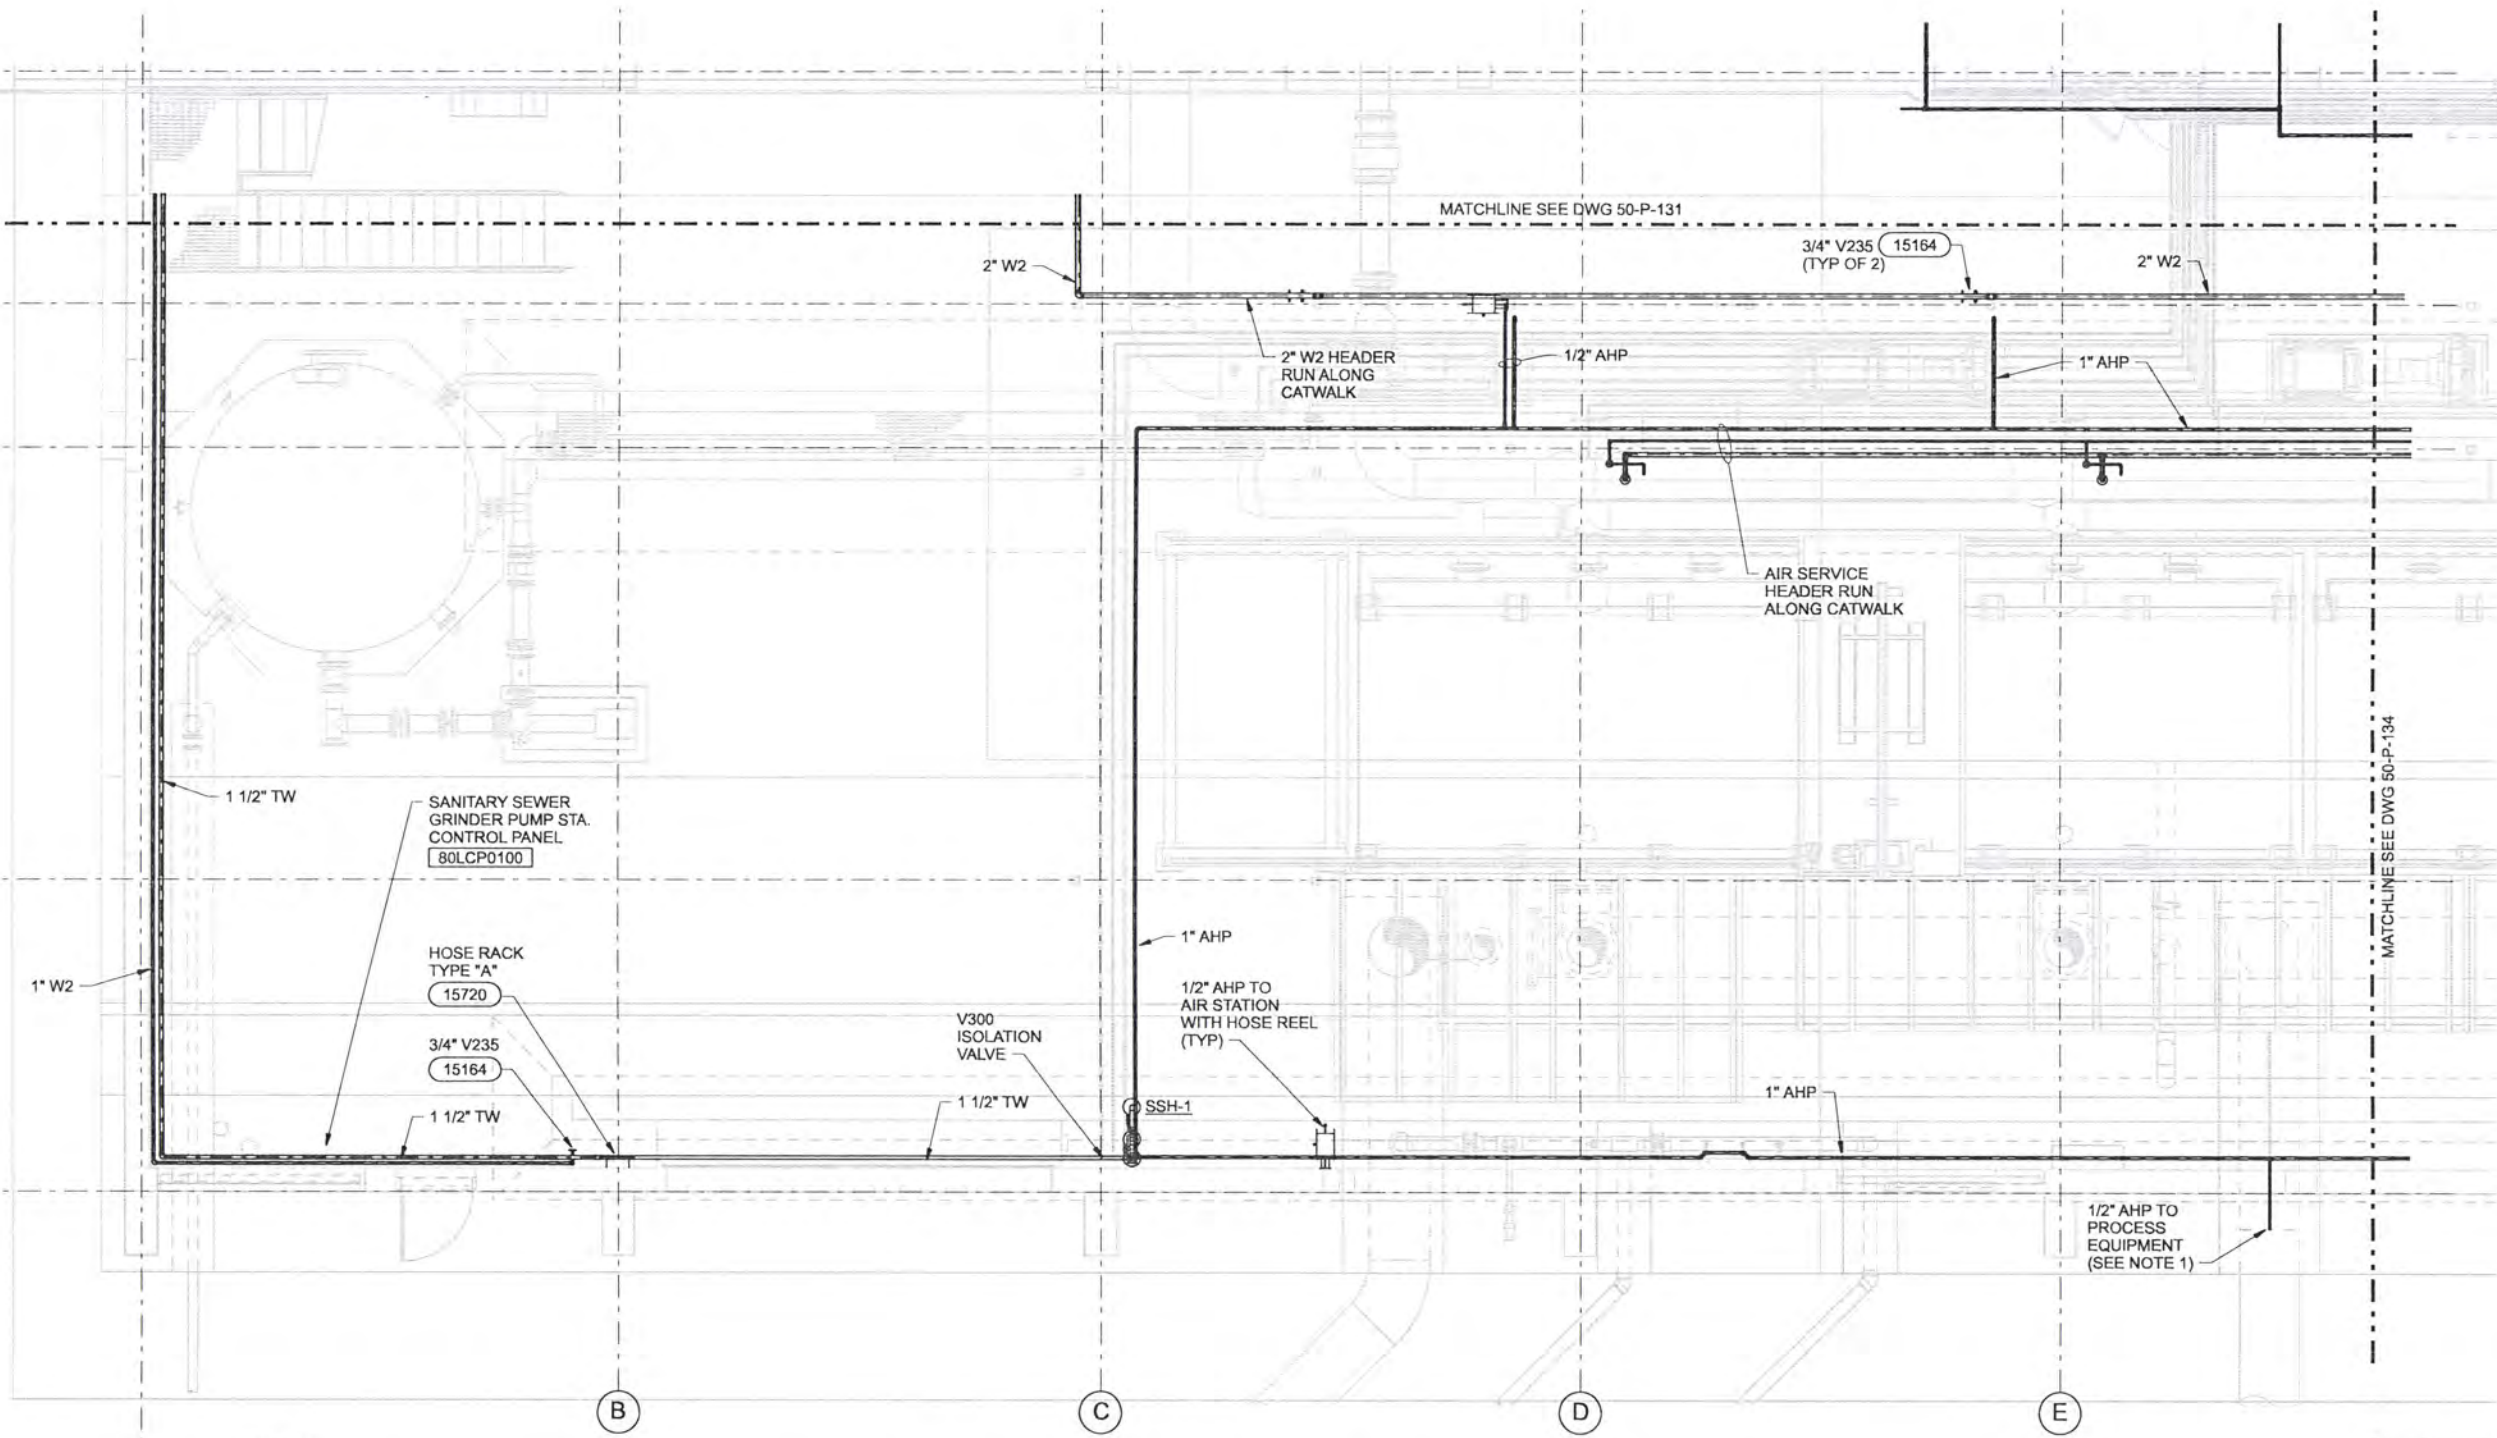 MATCHLINE SEE DWG 50-P-131
2" W2
3/4" V235 15164
(TYP OF 2)
2" W2
2" W2 HEADER
RUN ALONG
CATWALK
1/2" AHP
1" AHP
AIR SERVICE
HEADER RUN
ALONG CATWALK
MATCHLINE SEE DWG 50-P-134
1 1/2" TW
SANITARY SEWER
GRINDER PUMP STA.
CONTROL PANEL
80LCP0100
1" W2
HOSE RACK
TYPE "A"
15720
3/4" V235
15164
1 1/2" TW
1" AHP
V300
ISOLATION
VALVE
1 1/2" TW
SSH-1
1/2" AHP TO
AIR STATION
WITH HOSE REEL
(TYP)
1" AHP
1/2" AHP TO
PROCESS
EQUIPMENT
(SEE NOTE 1)
B
C
D
E